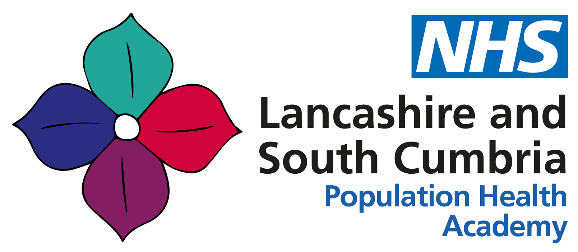 NHS
Lancashire and
South Cumbria
Population Health
Academy